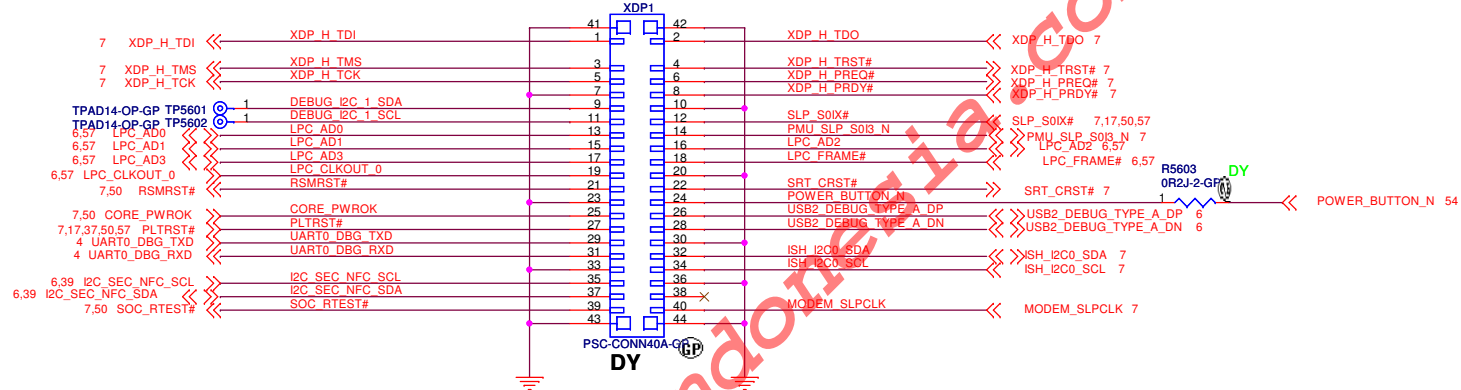 XDP1
41 42
7 XDP_H_TDI XDP_H_TDI 1 2 XDP_H_TDO XDP_H_TDO 7
7 XDP_H_TMS XDP_H_TMS 3 4 XDP_H_TRST# XDP_H_TRST# 7
7 XDP_H_TCK XDP_H_TCK 5 6 XDP_H_PREQ# XDP_H_PREQ# 7
7 8 XDP_H_PRDY# XDP_H_PRDY# 7
TPAD14-OP-GP TP5601 1 DEBUG_I2C_1_SDA 9 10
TPAD14-OP-GP TP5602 1 DEBUG_I2C_1_SCL 11 12 SLP_S0IX# SLP_S0IX# 7,17,50,57
6,57 LPC_AD0 LPC_AD0 13 14 PMU_SLP_S0I3_N PMU_SLP_S0I3_N 7
6,57 LPC_AD1 LPC_AD1 15 16 LPC_AD2 LPC_AD2 6,57
6,57 LPC_AD3 LPC_AD3 17 18 LPC_FRAME# LPC_FRAME# 6,57
6,57 LPC_CLKOUT_0 LPC_CLKOUT_0 19 20
R5603 DY
0R2J-2-GP
7,50 RSMRST# RSMRST# 21 22 SRT_CRST# SRT_CRST# 7
23 24 POWER_BUTTON_N 1 POWER_BUTTON_N 54
7,50 CORE_PWROK CORE_PWROK 25 26 USB2_DEBUG_TYPE_A_DP USB2_DEBUG_TYPE_A_DP 6
7,17,37,50,57 PLTRST# PLTRST# 27 28 USB2_DEBUG_TYPE_A_DN USB2_DEBUG_TYPE_A_DN 6
4 UART0_DBG_TXD UART0_DBG_TXD 29 30
4 UART0_DBG_RXD UART0_DBG_RXD 31 32 ISH_I2C0_SDA ISH_I2C0_SDA 7
33 34 ISH_I2C0_SCL ISH_I2C0_SCL 7
6,39 I2C_SEC_NFC_SCL I2C_SEC_NFC_SCL 35 36
6,39 I2C_SEC_NFC_SDA I2C_SEC_NFC_SDA 37 38
7,50 SOC_RTEST# SOC_RTEST# 39 40 MODEM_SLPCLK MODEM_SLPCLK 7
43 44
PSC-CONN40A-GP GP
DY
ndonesia.co